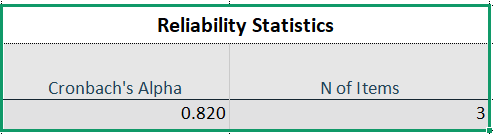 Reliability Statistics
Cronbach's Alpha N of Items
0.820 3